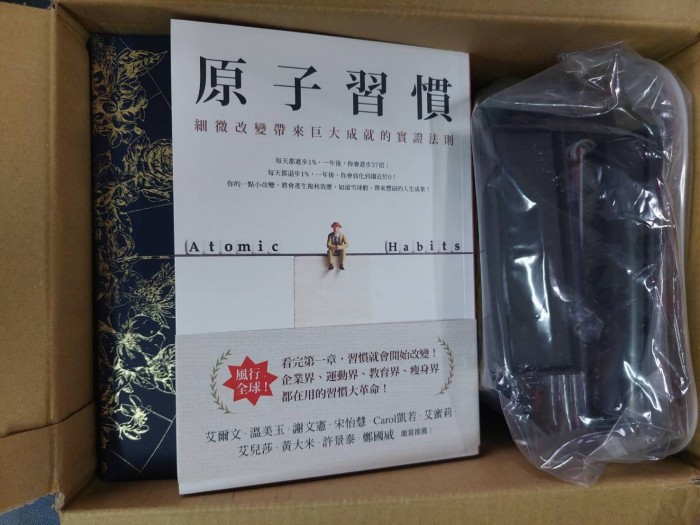 原子習慣
細微改變帶來巨大成就的實證法則
每天都進步1%,一年後,你會進步37倍;
每天都退步1%,一年後,你會弱化到趨近於0!
你的一點小改變,將會產生複利效應,如滾雪球般,帶來豐碩的人生成果!
Atomic Habits
風行全球!
看完第一章,習慣就會開始改變!
企業界、運動界、教育界、瘦身界
都在用的習慣大革命!
艾爾文·溫美玉·謝文憲·宋怡慧·Carol凱若·艾蜜莉·
艾兒莎·黃大米·許景泰·鄭國威 強烈推薦!